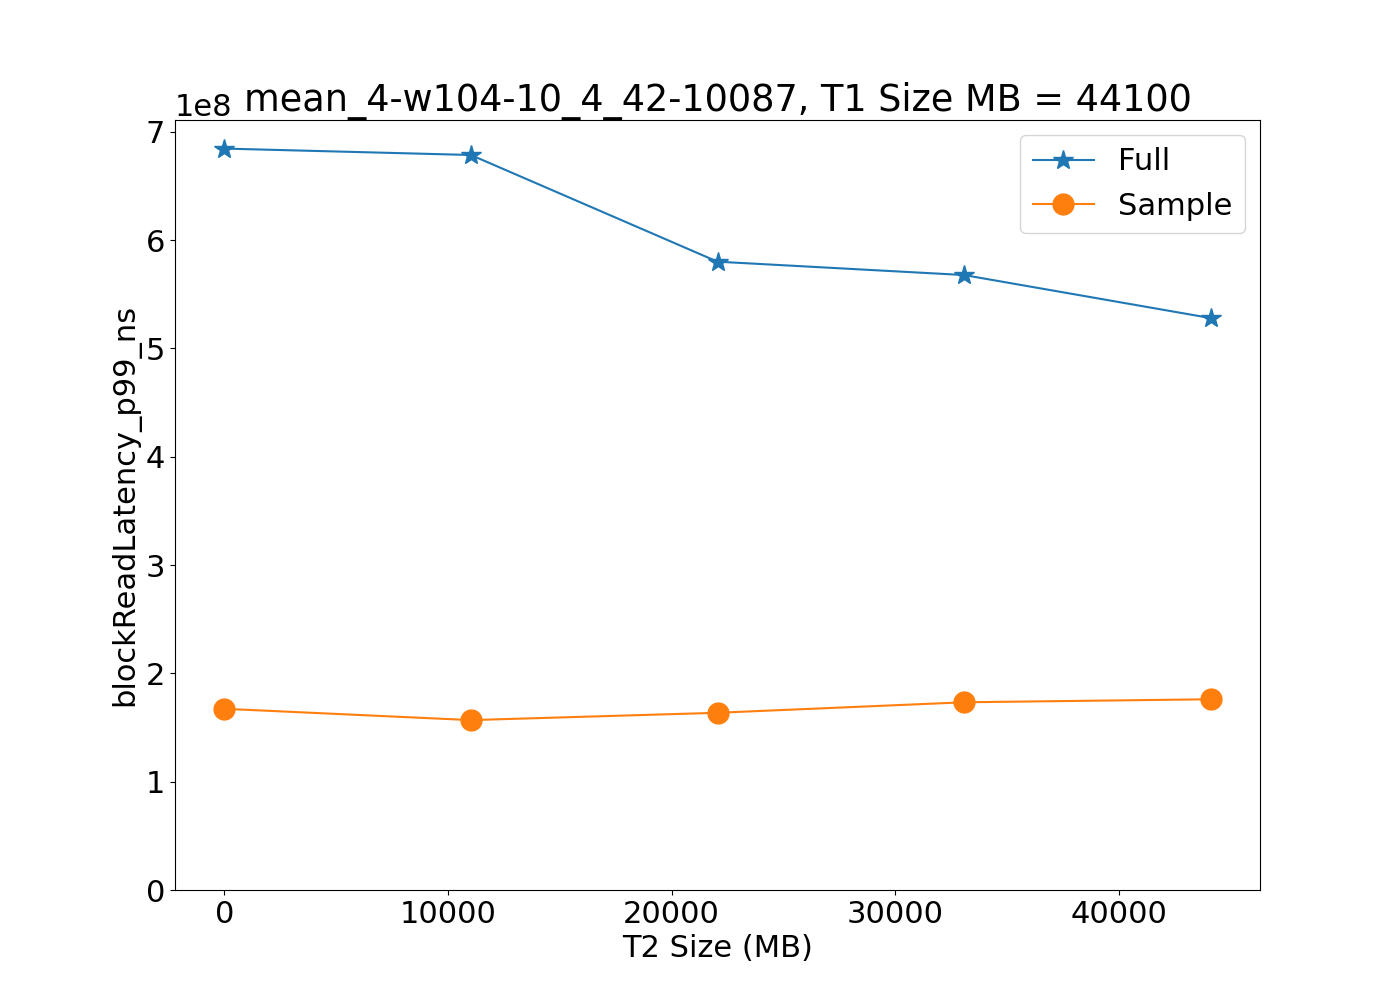 1e8
mean_4-w104-10_4_42-10087, T1 Size MB = 44100
Full
Sample
blockReadLatency_p99_ns
7
6
5
4
3
2
1
0
0 10000 20000 30000 40000
T2 Size (MB)